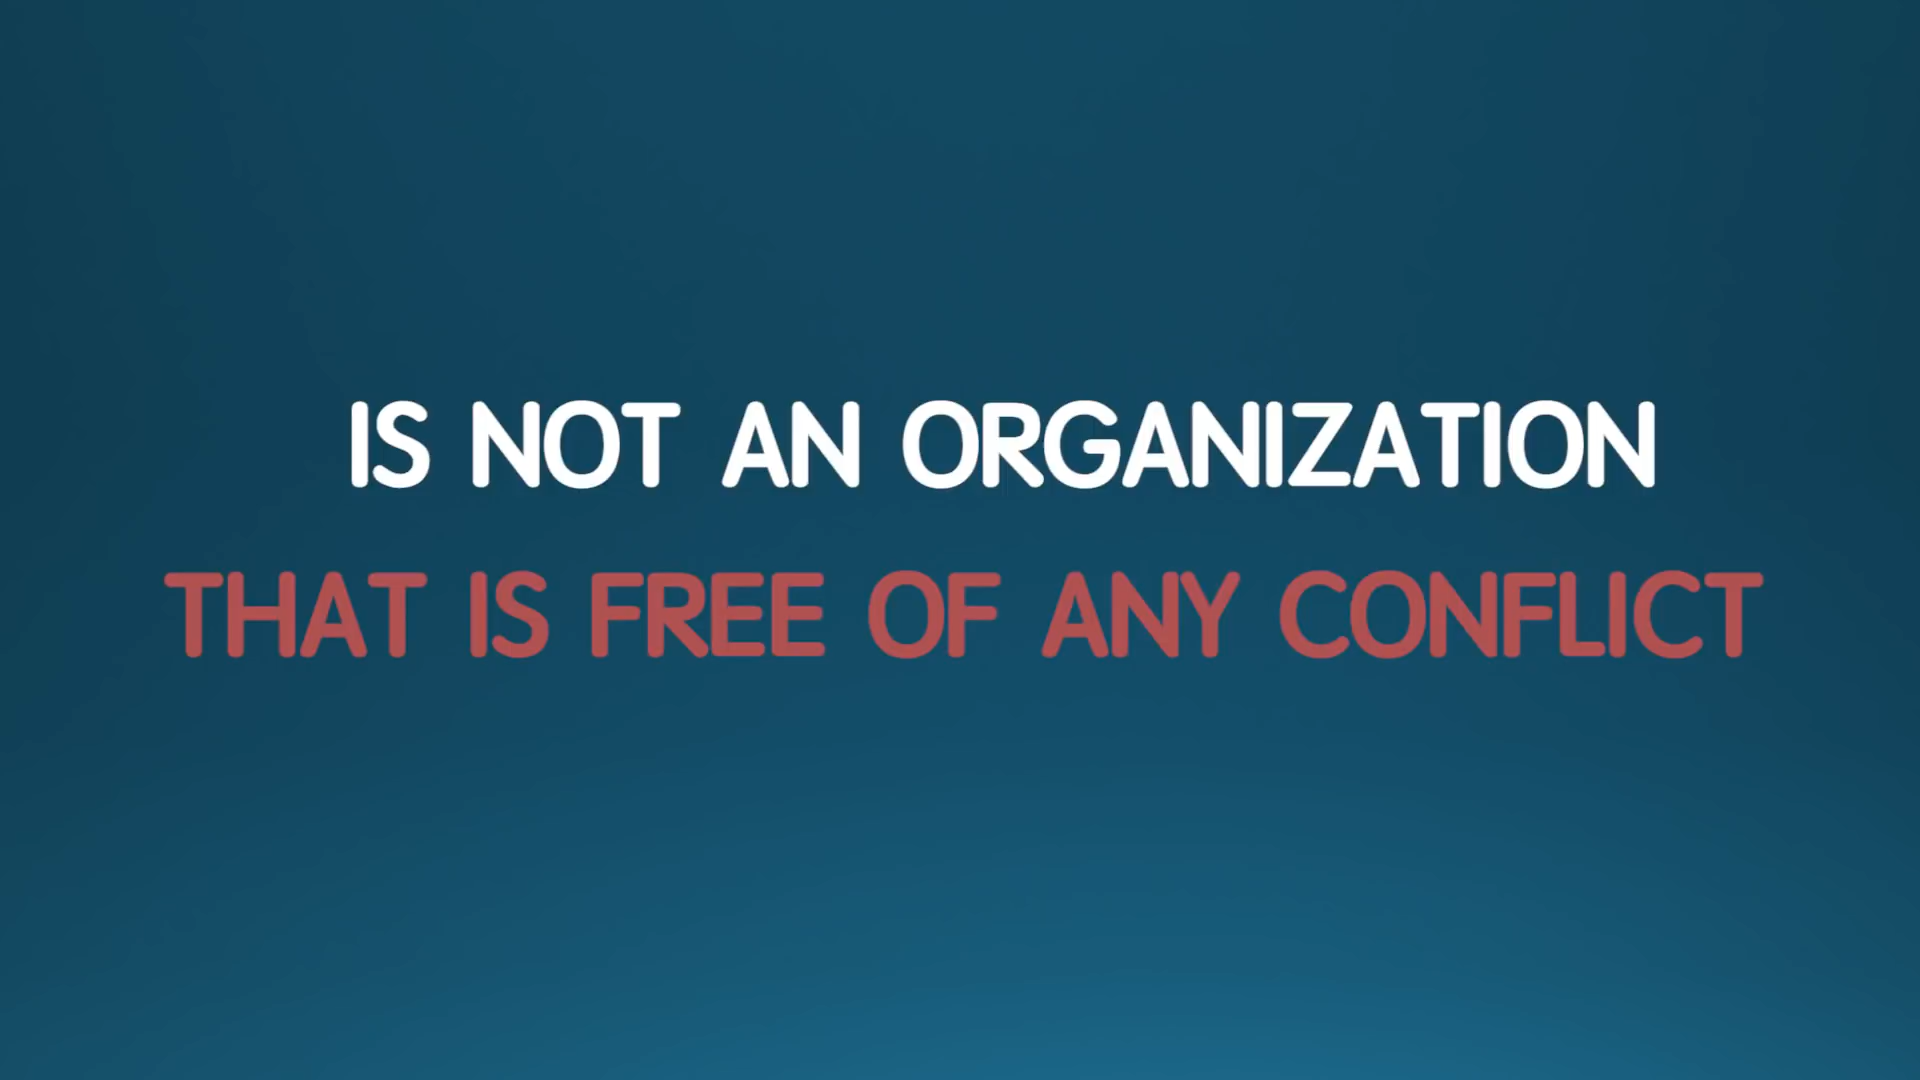 IS NOT AN ORGANIZATION
THAT IS FREE OF ANY CONFLICT